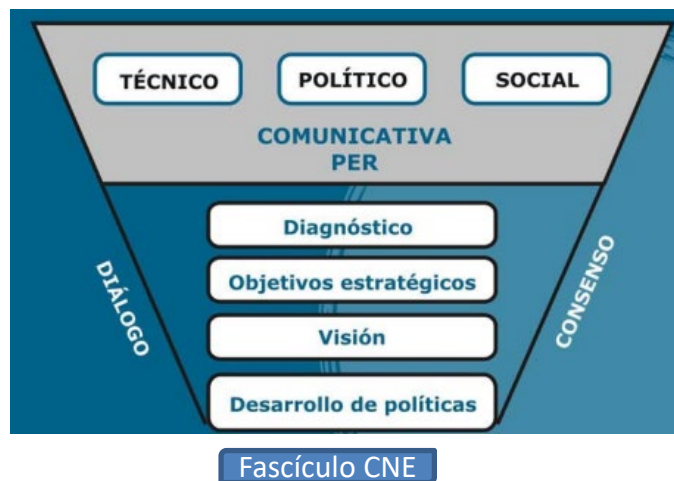 TÉCNICO
POLÍTICO
SOCIAL
COMUNICATIVA
PER
Diagnóstico
Objetivos estratégicos
Visión
Desarrollo de políticas
DIÁLOGO
CONSENSO
Fascículo CNE